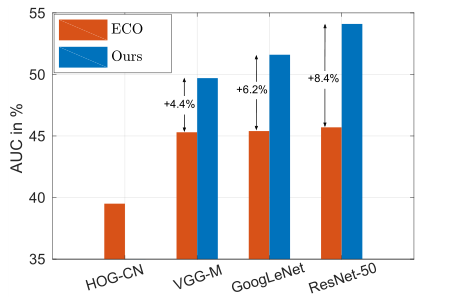 55
50
45
40
35
AUC in %
ECO
Ours
+4.4%
+6.2%
+8.4%
HOG-CN
VGG-M
GoogLeNet
ResNet-50